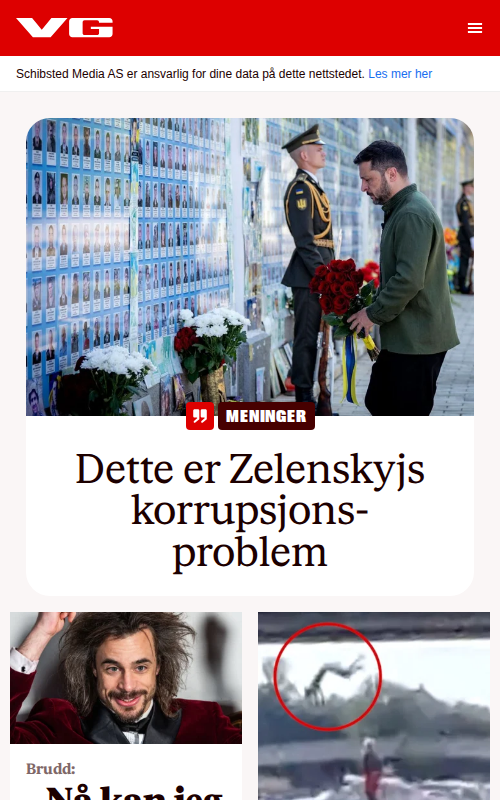 VG
Schibsted Media AS er ansvarlig for dine data på dette nettstedet. Les mer her
MENINGER
Dette er Zelenskyjs
korrupsjons-
problem
Brudd:
Nå kan jeg